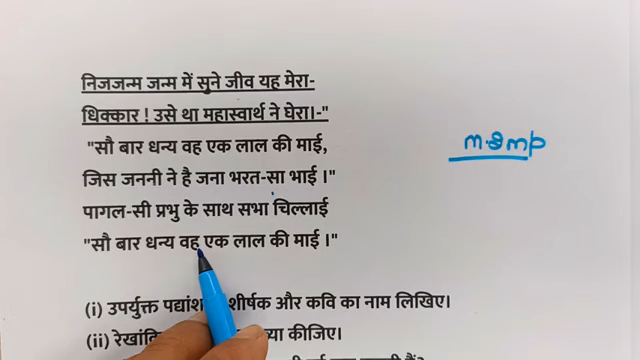 निजजन्म जन्म में सुने जीव यह मेरा-
धिक्कार ! उसे था महास्वार्थ ने घेरा।-"
"सौ बार धन्य वह एक लाल की माई,
जिस जननी ने है जना भरत-सा भाई ।"
पागल-सी प्रभु के साथ सभा चिल्लाई
"सौ बार धन्य वह एक लाल की माई ।"
(i) उपर्युक्त पद्यांश शीर्षक और कवि का नाम लिखिए।
(ii) रेखांकि कीजिए।